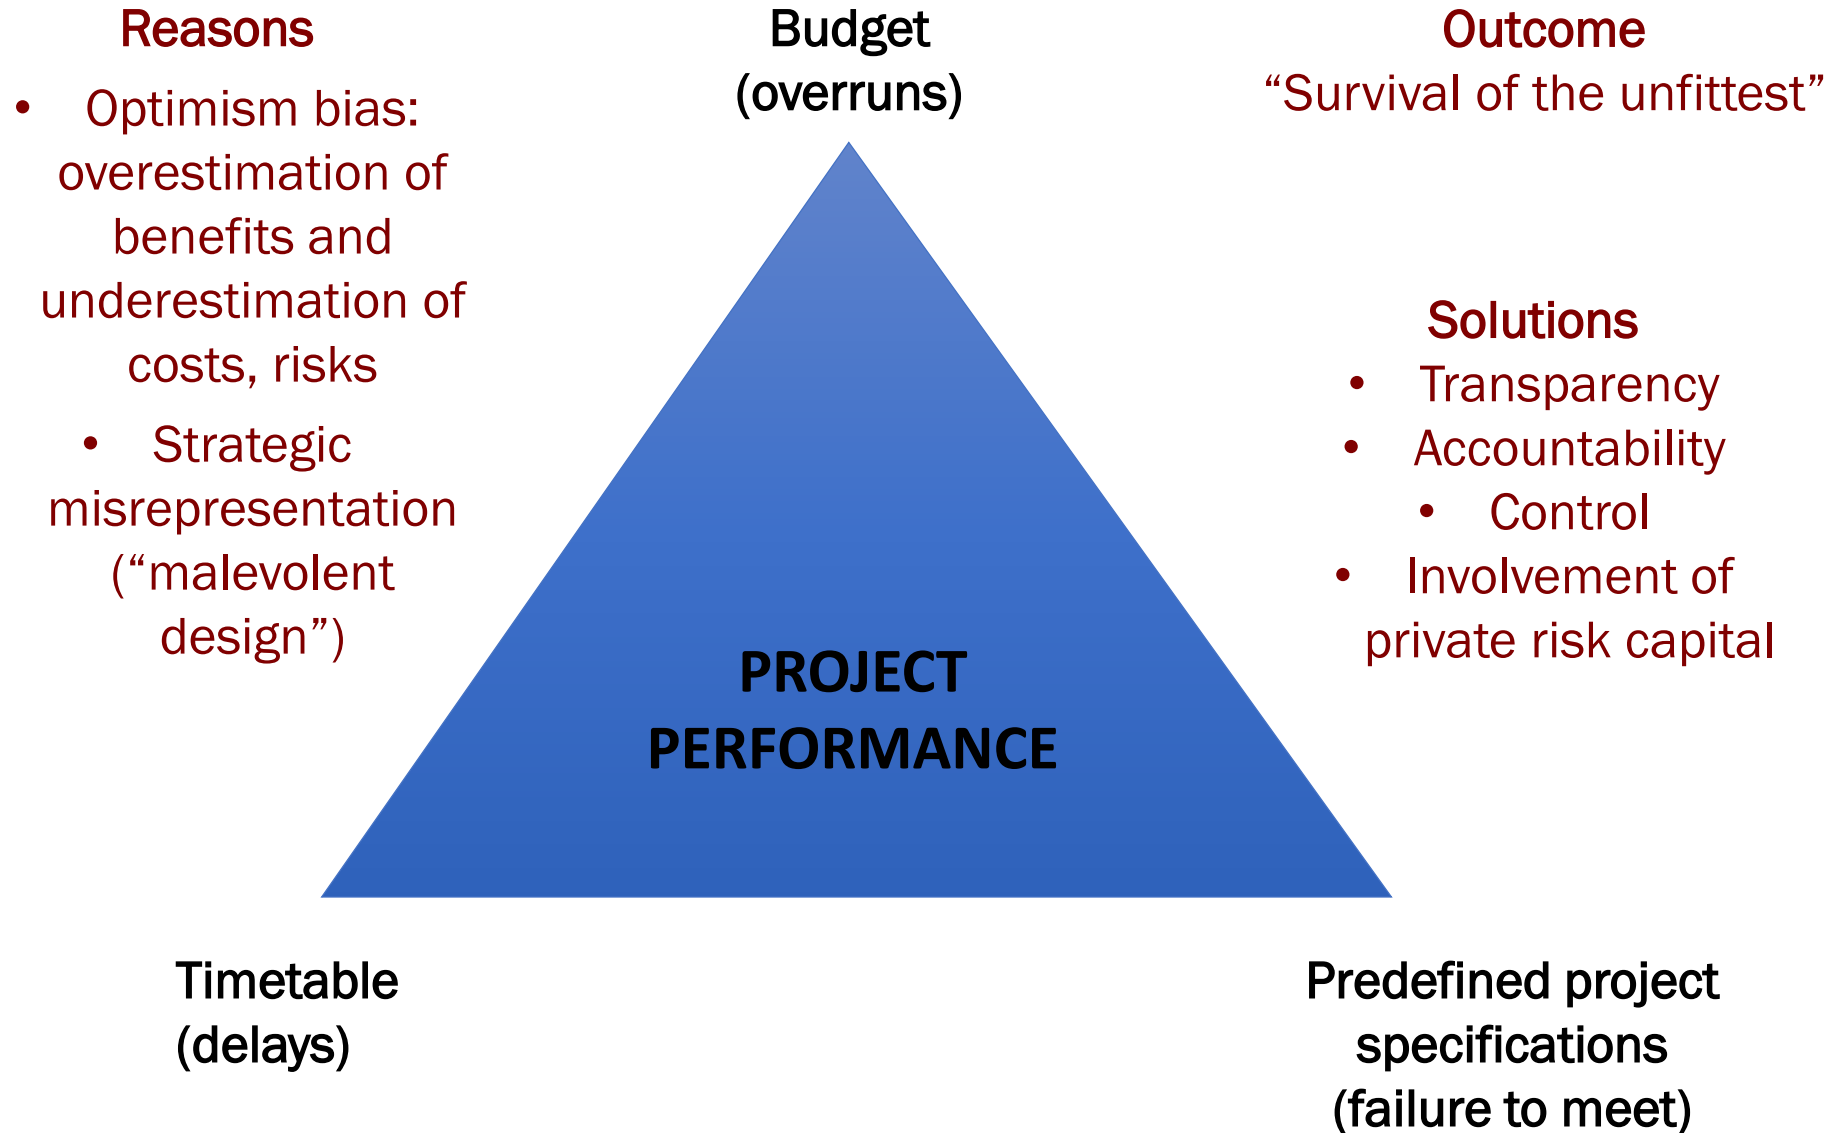 Reasons
• Optimism bias:
overestimation of
benefits and
underestimation of
costs, risks
• Strategic
misrepresentation
(“malevolent
design”)
Budget
(overruns)
Outcome
“Survival of the unfittest”
Solutions
• Transparency
• Accountability
• Control
• Involvement of
private risk capital
PROJECT
PERFORMANCE
Timetable
(delays)
Predefined project
specifications
(failure to meet)